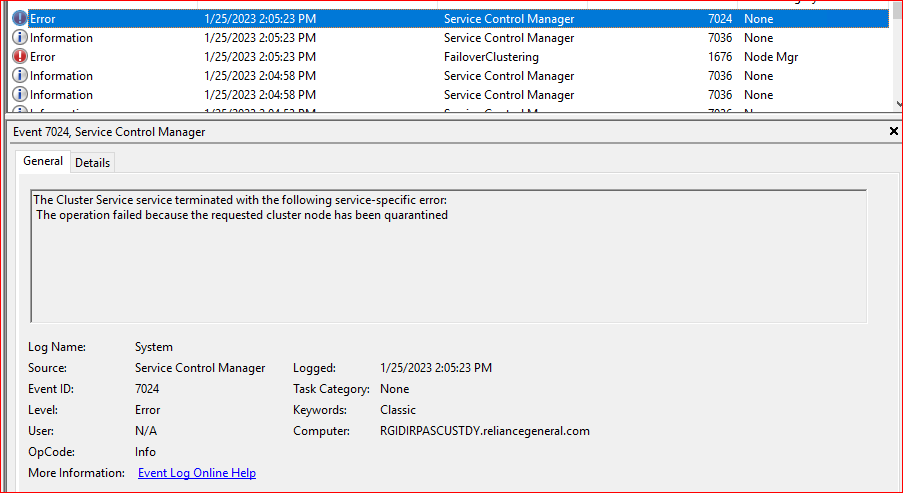 Error 1/25/2023 2:05:23 PM Service Control Manager 7024 None
Information 1/25/2023 2:05:23 PM Service Control Manager 7036 None
Error 1/25/2023 2:05:23 PM FailoverClustering 1676 Node Mgr
Information 1/25/2023 2:04:58 PM Service Control Manager 7036 None
Information 1/25/2023 2:04:58 PM Service Control Manager 7036 None
Event 7024, Service Control Manager
General Details
The Cluster Service service terminated with the following service-specific error:
The operation failed because the requested cluster node has been quarantined
Log Name: System
Source: Service Control Manager Logged: 1/25/2023 2:05:23 PM
Event ID: 7024 Task Category: None
Level: Error Keywords: Classic
User: N/A Computer: RGIDIRPASCUSTDY.reliancegeneral.com
OpCode: Info
More Information: Event Log Online Help